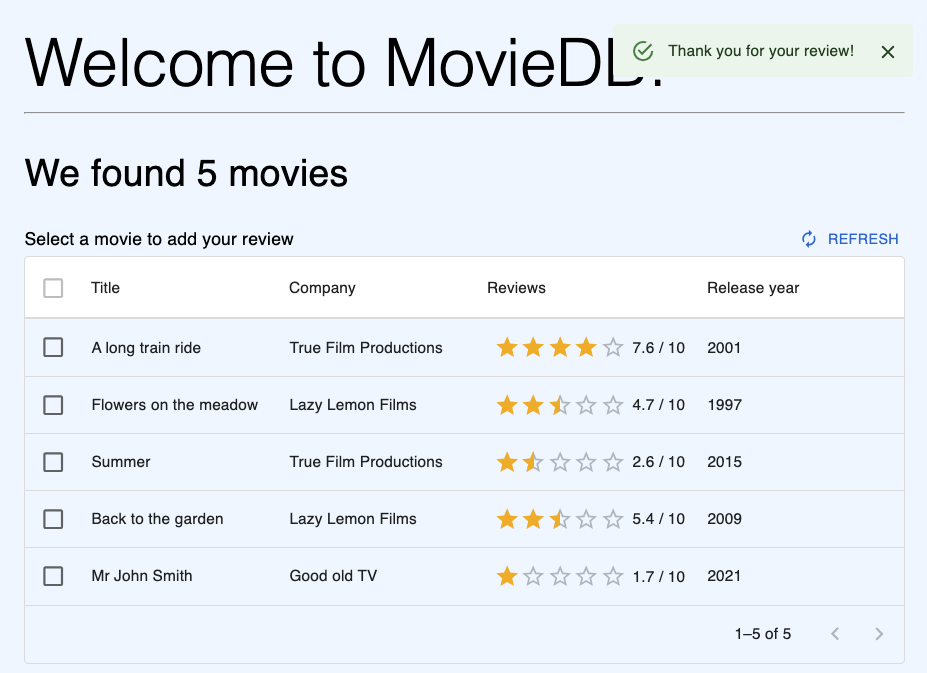 Welcome to MovieDB!
Thank you for your review!
We found 5 movies
Select a movie to add your review
REFRESH
Title Company Reviews Release year
A long train ride True Film Productions 7.6 / 10 2001
Flowers on the meadow Lazy Lemon Films 4.7 / 10 1997
Summer True Film Productions 2.6 / 10 2015
Back to the garden Lazy Lemon Films 5.4 / 10 2009
Mr John Smith Good old TV 1.7 / 10 2021
1–5 of 5